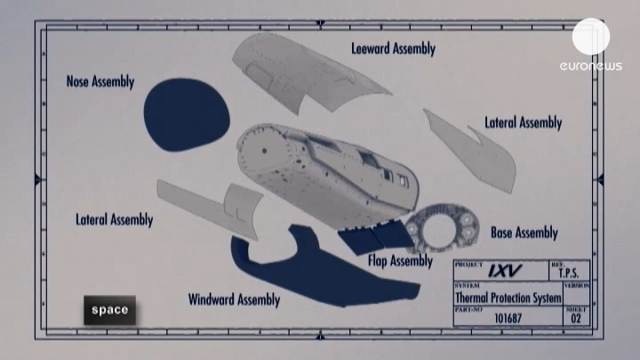 Leeward Assembly
euronews
Nose Assembly
Lateral Assembly
Lateral Assembly
Base Assembly
Flap Assembly
Windward Assembly
space
PROJECT IXV
REV. T.P.S.
SYSTEM
VERSION
Thermal Protection System
PART-NO 101687
SHEET 02